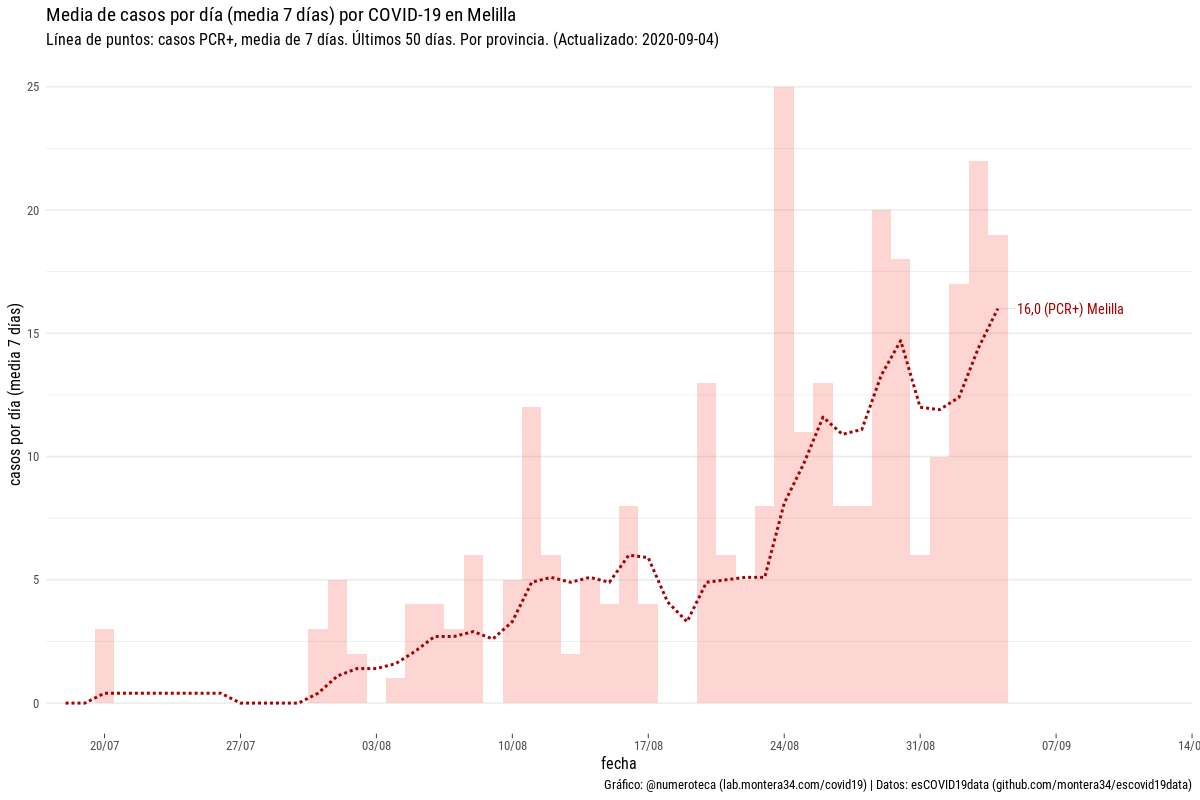 Media de casos por día (media 7 días) por COVID-19 en Melilla
Línea de puntos: casos PCR+, media de 7 días. Últimos 50 días. Por provincia. (Actualizado: 2020-09-04)
25
20
15
10
5
0
casos por día (media 7 días)
16,0 (PCR+) Melilla
20/07 27/07 03/08 10/08 17/08 24/08 31/08 07/09 14/0
fecha
Gráfico: @numeroteca (lab.montera34.com/covid19) | Datos: esCOVID19data (github.com/montera34/escovid19data)